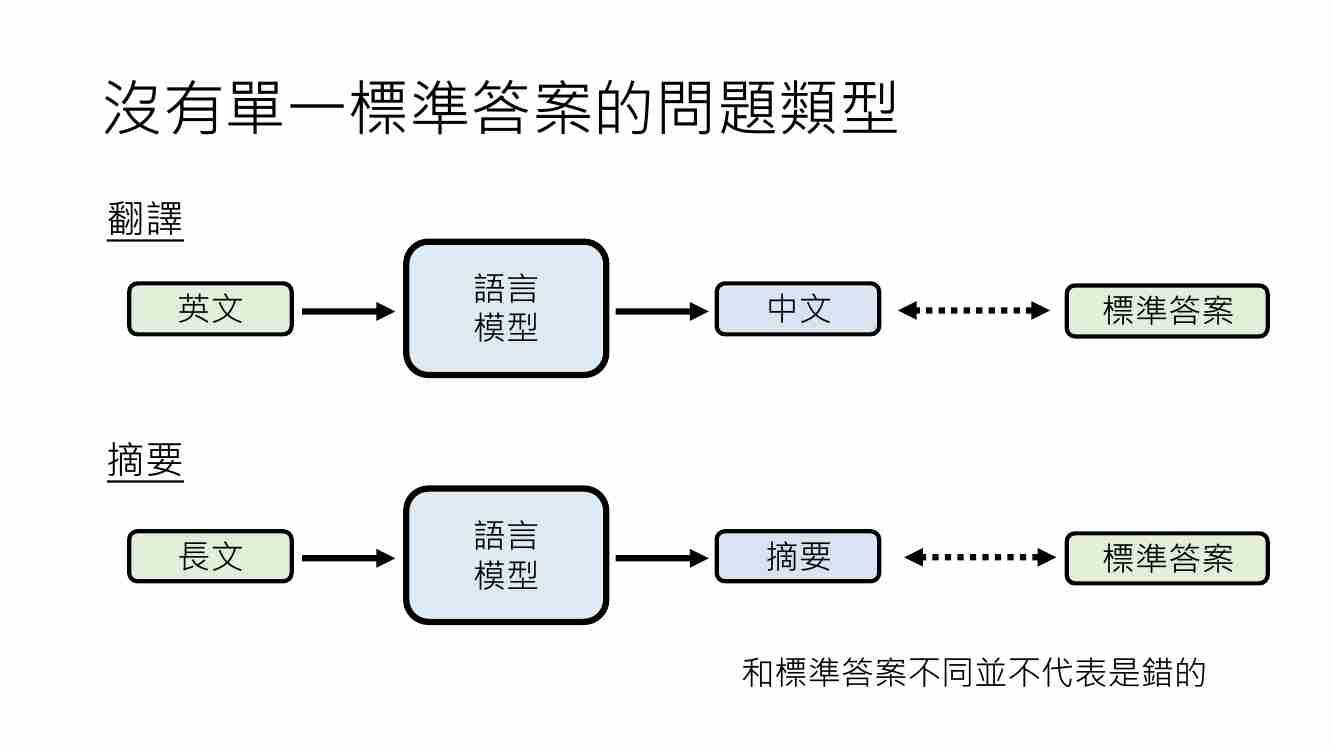 沒有單一標準答案的問題類型
翻譯
英文
語言
模型
中文
標準答案
摘要
長文
語言
模型
摘要
標準答案
和標準答案不同並不代表是錯的